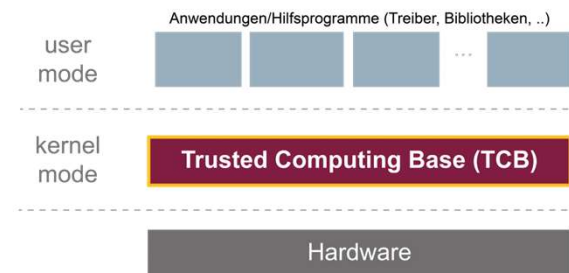 Anwendungen/Hilfsprogramme (Treiber, Bibliotheken, ..)
user
mode
...
kernel
mode
Trusted Computing Base (TCB)
Hardware